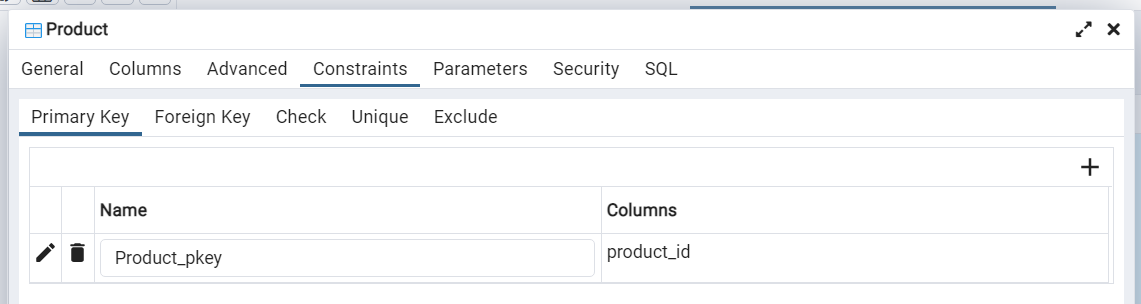 Product
General Columns Advanced Constraints Parameters Security SQL
Primary Key Foreign Key Check Unique Exclude
Name Columns
Product_pkey product_id